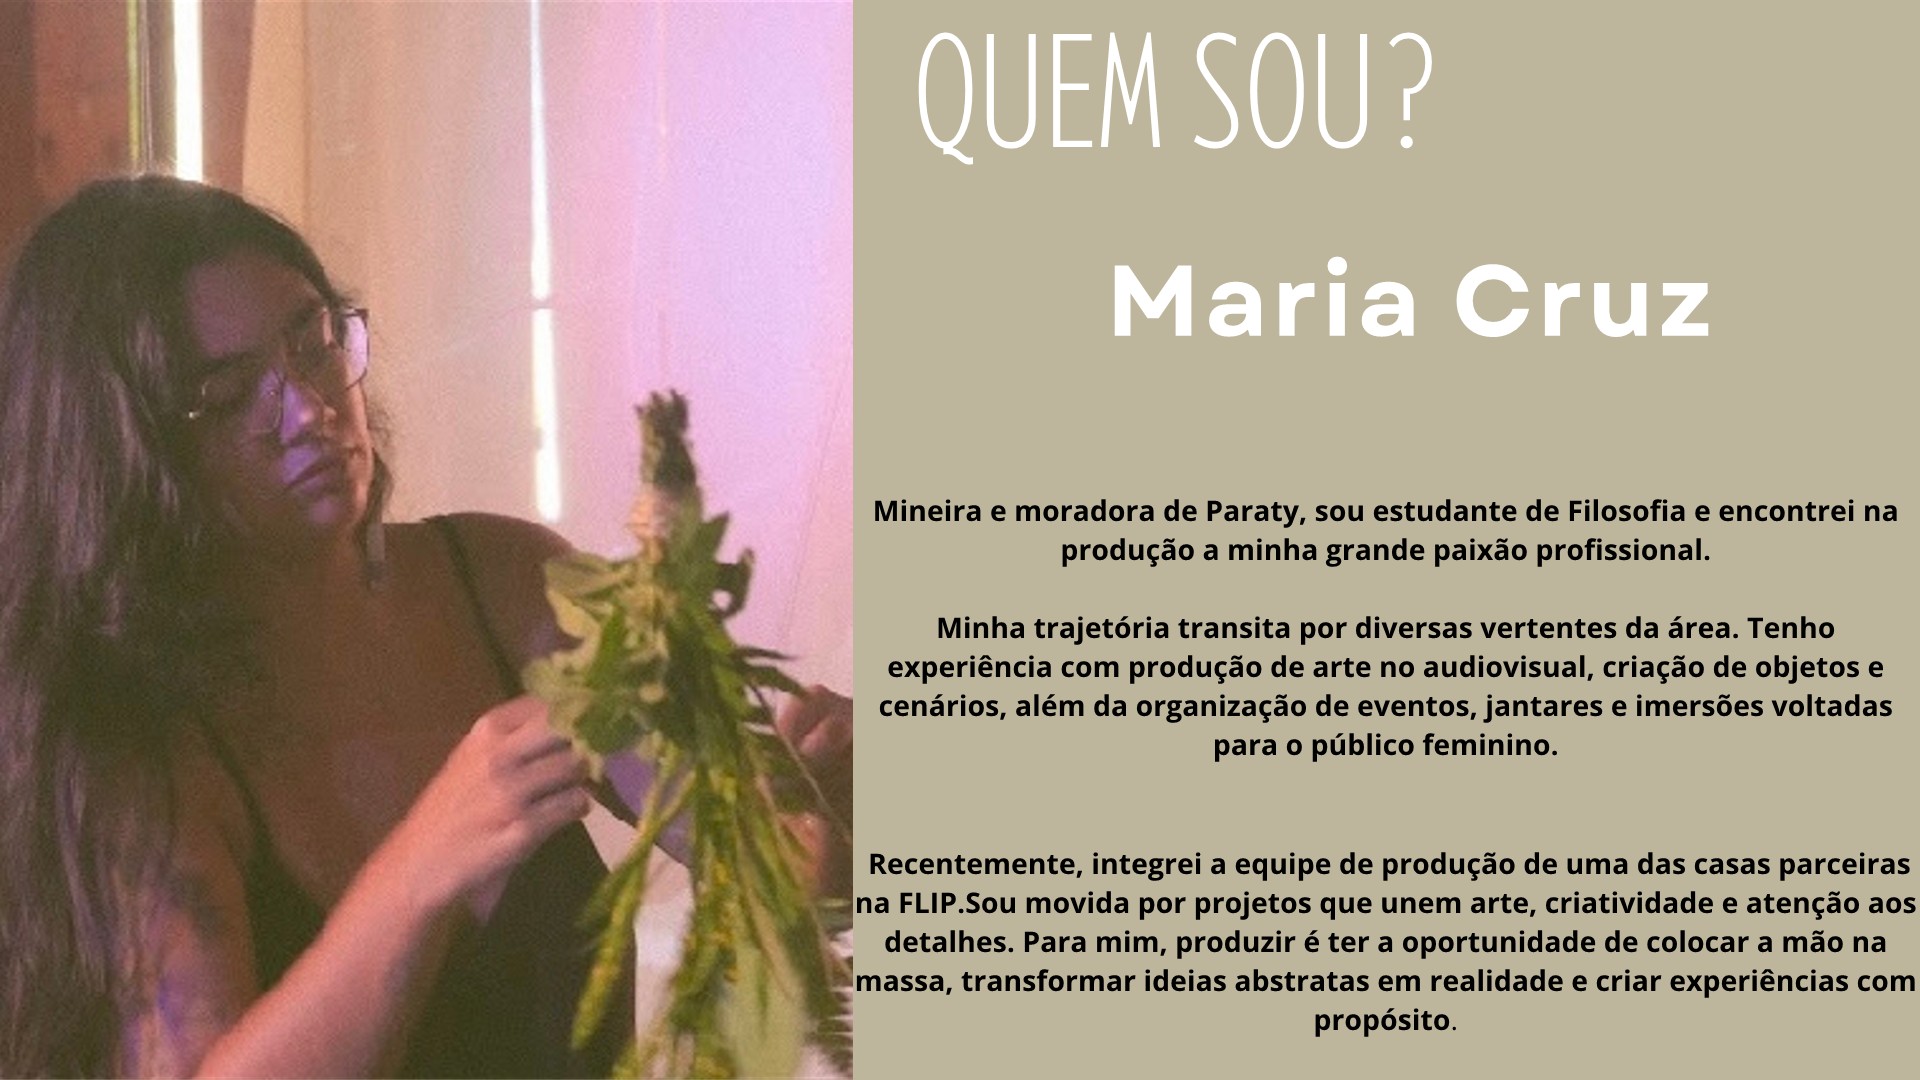 QUEM SOU?
Maria Cruz
Mineira e moradora de Paraty, sou estudante de Filosofia e encontrei na
produção a minha grande paixão profissional.
Minha trajetória transita por diversas vertentes da área. Tenho
experiência com produção de arte no audiovisual, criação de objetos e
cenários, além da organização de eventos, jantares e imersões voltadas
para o público feminino.
Recentemente, integrei a equipe de produção de uma das casas parceiras
na FLIP.Sou movida por projetos que unem arte, criatividade e atenção aos
detalhes. Para mim, produzir é ter a oportunidade de colocar a mão na
massa, transformar ideias abstratas em realidade e criar experiências com
propósito.